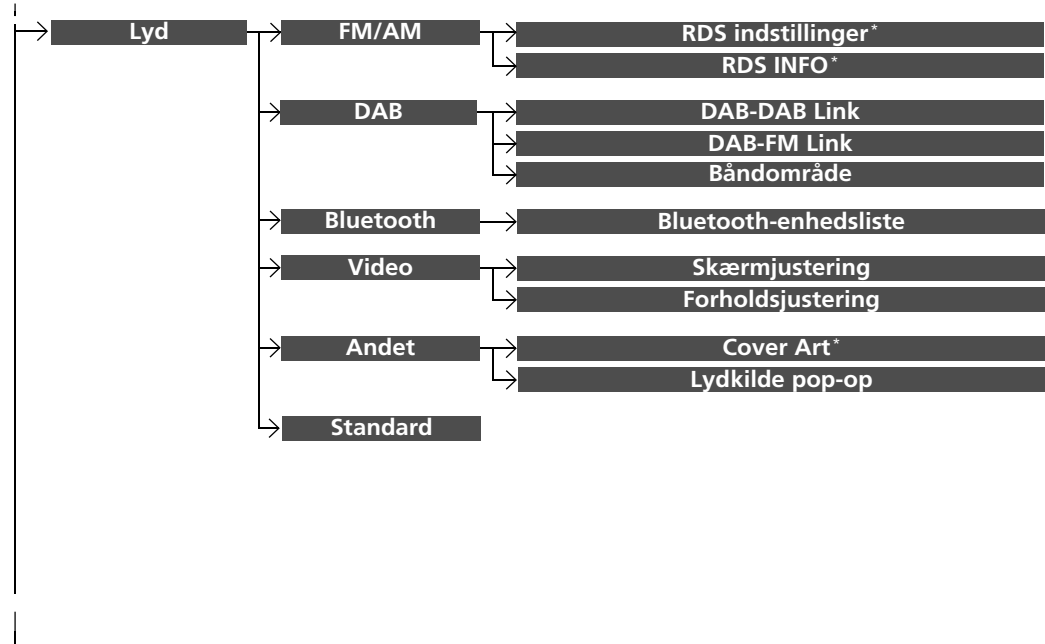 Lyd
FM/AM
RDS indstillinger*
RDS INFO*
DAB
DAB-DAB Link
DAB-FM Link
Båndområde
Bluetooth
Bluetooth-enhedsliste
Video
Skærmjustering
Forholdsjustering
Andet
Cover Art*
Lydkilde pop-op
Standard